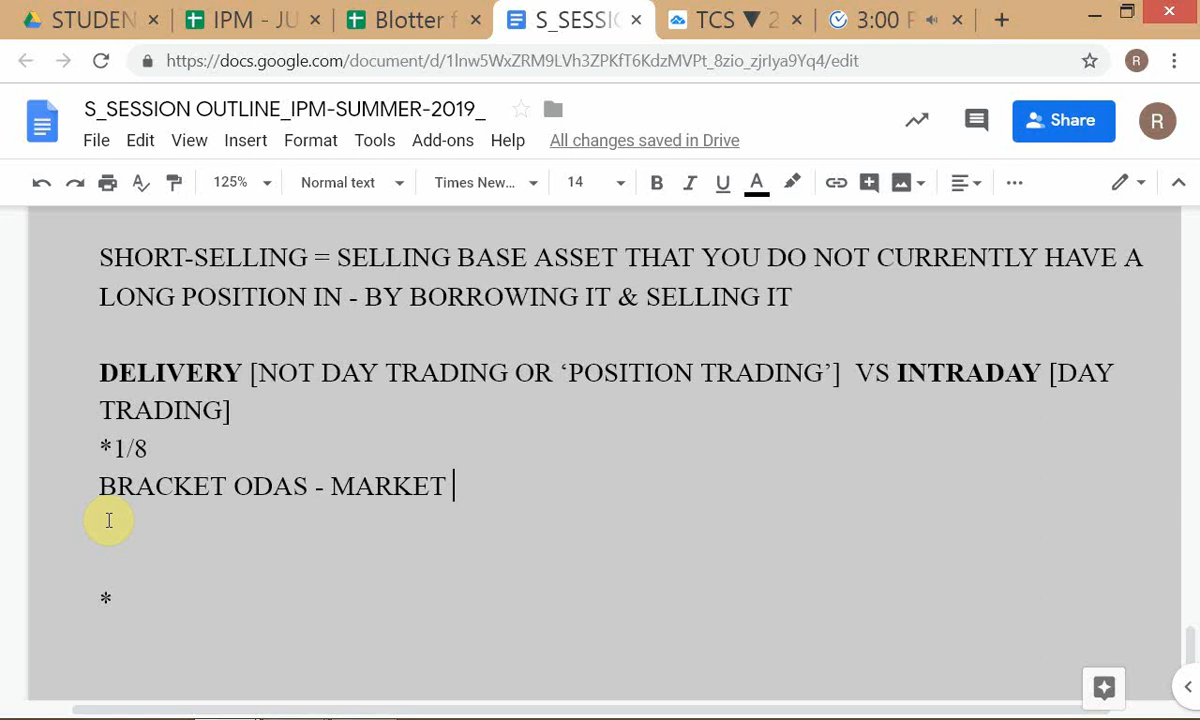 STUDEN
IPM - JU
Blotter f
S_SESSIO
TCS ▼ 2
3:00 P
https://docs.google.com/document/d/1lnw5WxZRM9LVh3ZPKfT6KdzMVPt_8zio_zjrlya9Yq4/edit
R
S_SESSION OUTLINE_IPM-SUMMER-2019_
File Edit View Insert Format Tools Add-ons Help All changes saved in Drive
Share
R
125% Normal text Times New... 14 B I U A
SHORT-SELLING = SELLING BASE ASSET THAT YOU DO NOT CURRENTLY HAVE A
LONG POSITION IN - BY BORROWING IT & SELLING IT
DELIVERY [NOT DAY TRADING OR ‘POSITION TRADING’] VS INTRADAY [DAY
TRADING]
*1/8
BRACKET ODAS - MARKET
*